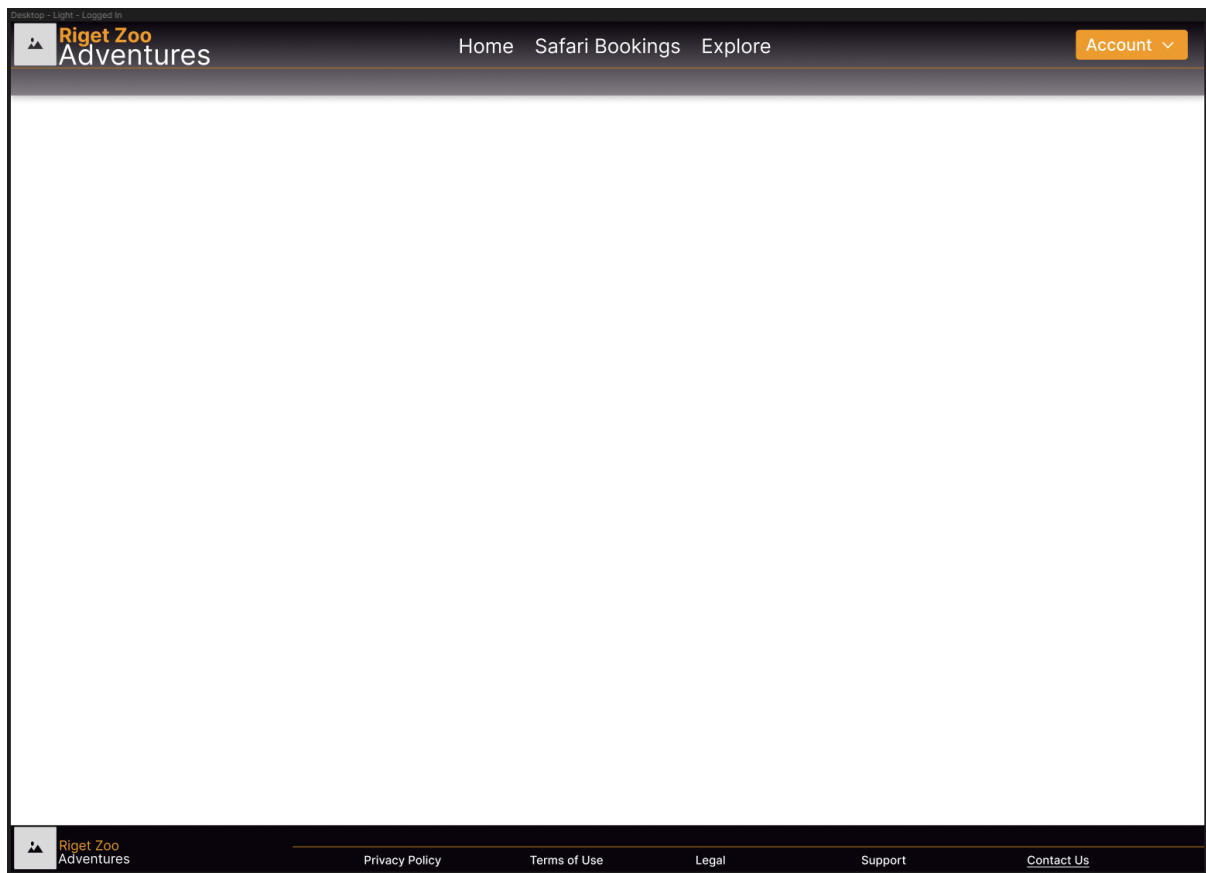 Desktop - Light - Logged In
Riget Zoo
Adventures
Home Safari Bookings Explore
Account
Riget Zoo
Adventures
Privacy Policy Terms of Use Legal Support Contact Us